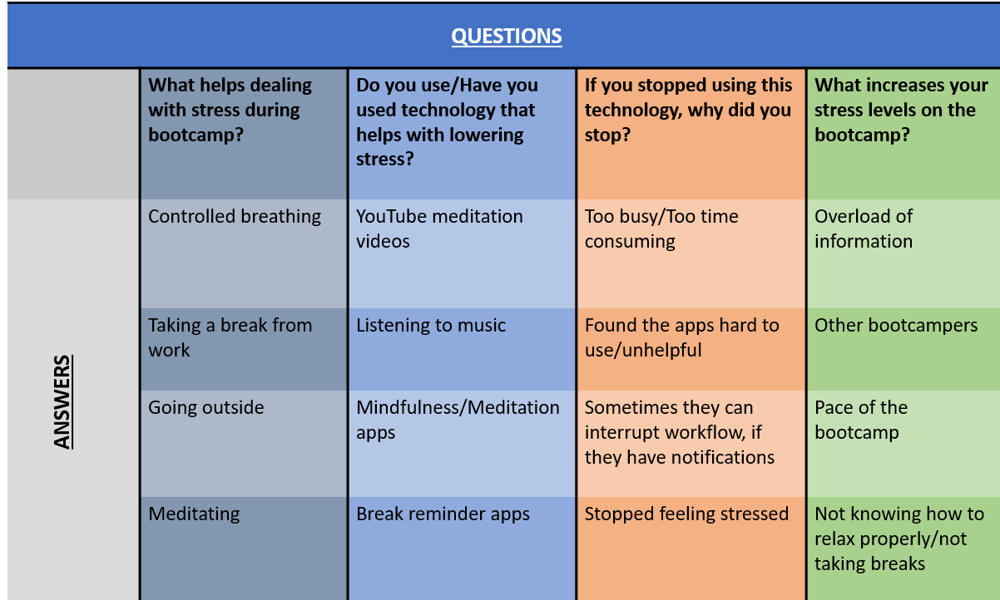 QUESTIONS
What helps dealing
with stress during
bootcamp?
Do you use/Have you
used technology that
helps with lowering
stress?
If you stopped using this
technology, why did you
stop?
What increases your
stress levels on the
bootcamp?
ANSWERS
Controlled breathing
YouTube meditation
videos
Too busy/Too time
consuming
Overload of
information
Taking a break from
work
Listening to music
Found the apps hard to
use/unhelpful
Other bootcampers
Going outside
Mindfulness/Meditation
apps
Sometimes they can
interrupt workflow, if
they have notifications
Pace of the
bootcamp
Meditating
Break reminder apps
Stopped feeling stressed
Not knowing how to
relax properly/not
taking breaks